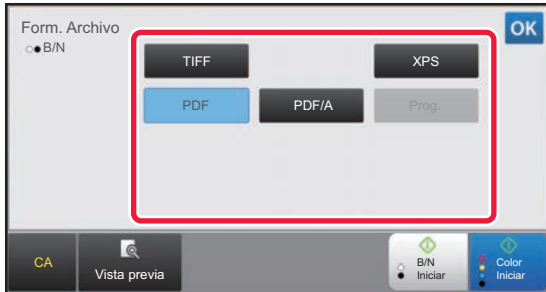 Form. Archivo
B/N
OK
TIFF
XPS
PDF
PDF/A
Prog.
CA
Vista previa
B/N
Iniciar
Color
Iniciar